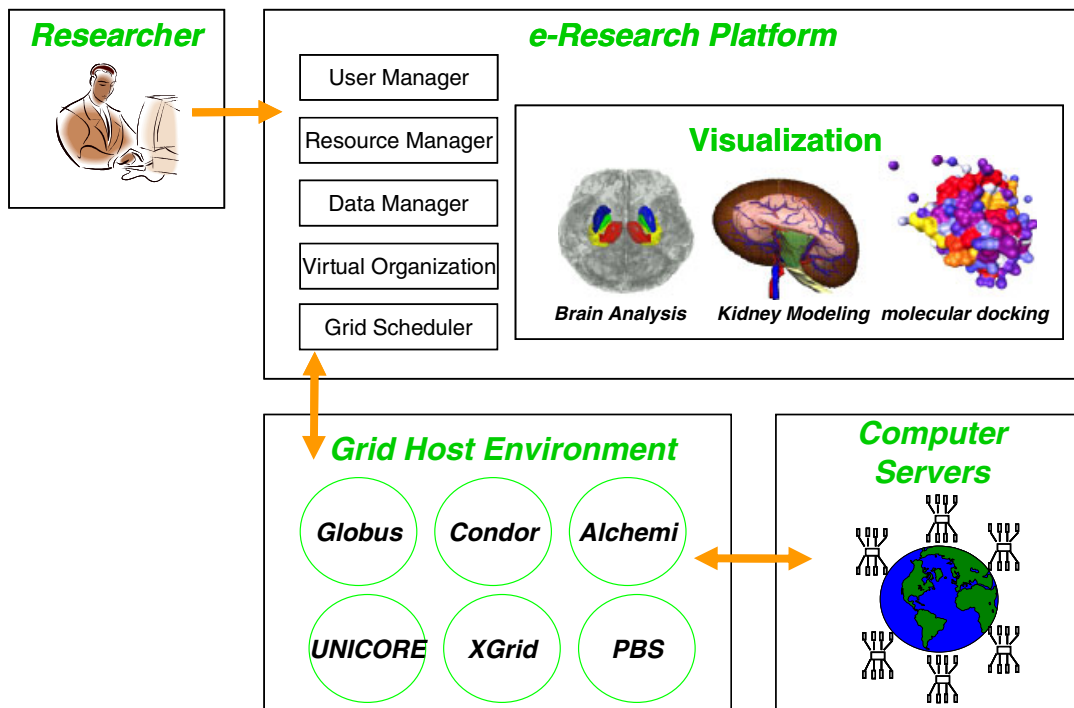 Researcher
e-Research Platform
User Manager
Resource Manager
Data Manager
Virtual Organization
Grid Scheduler
Visualization
Brain Analysis
Kidney Modeling
molecular docking
Grid Host Environment
Globus
Condor
Alchemi
UNICORE
XGrid
PBS
Computer
Servers